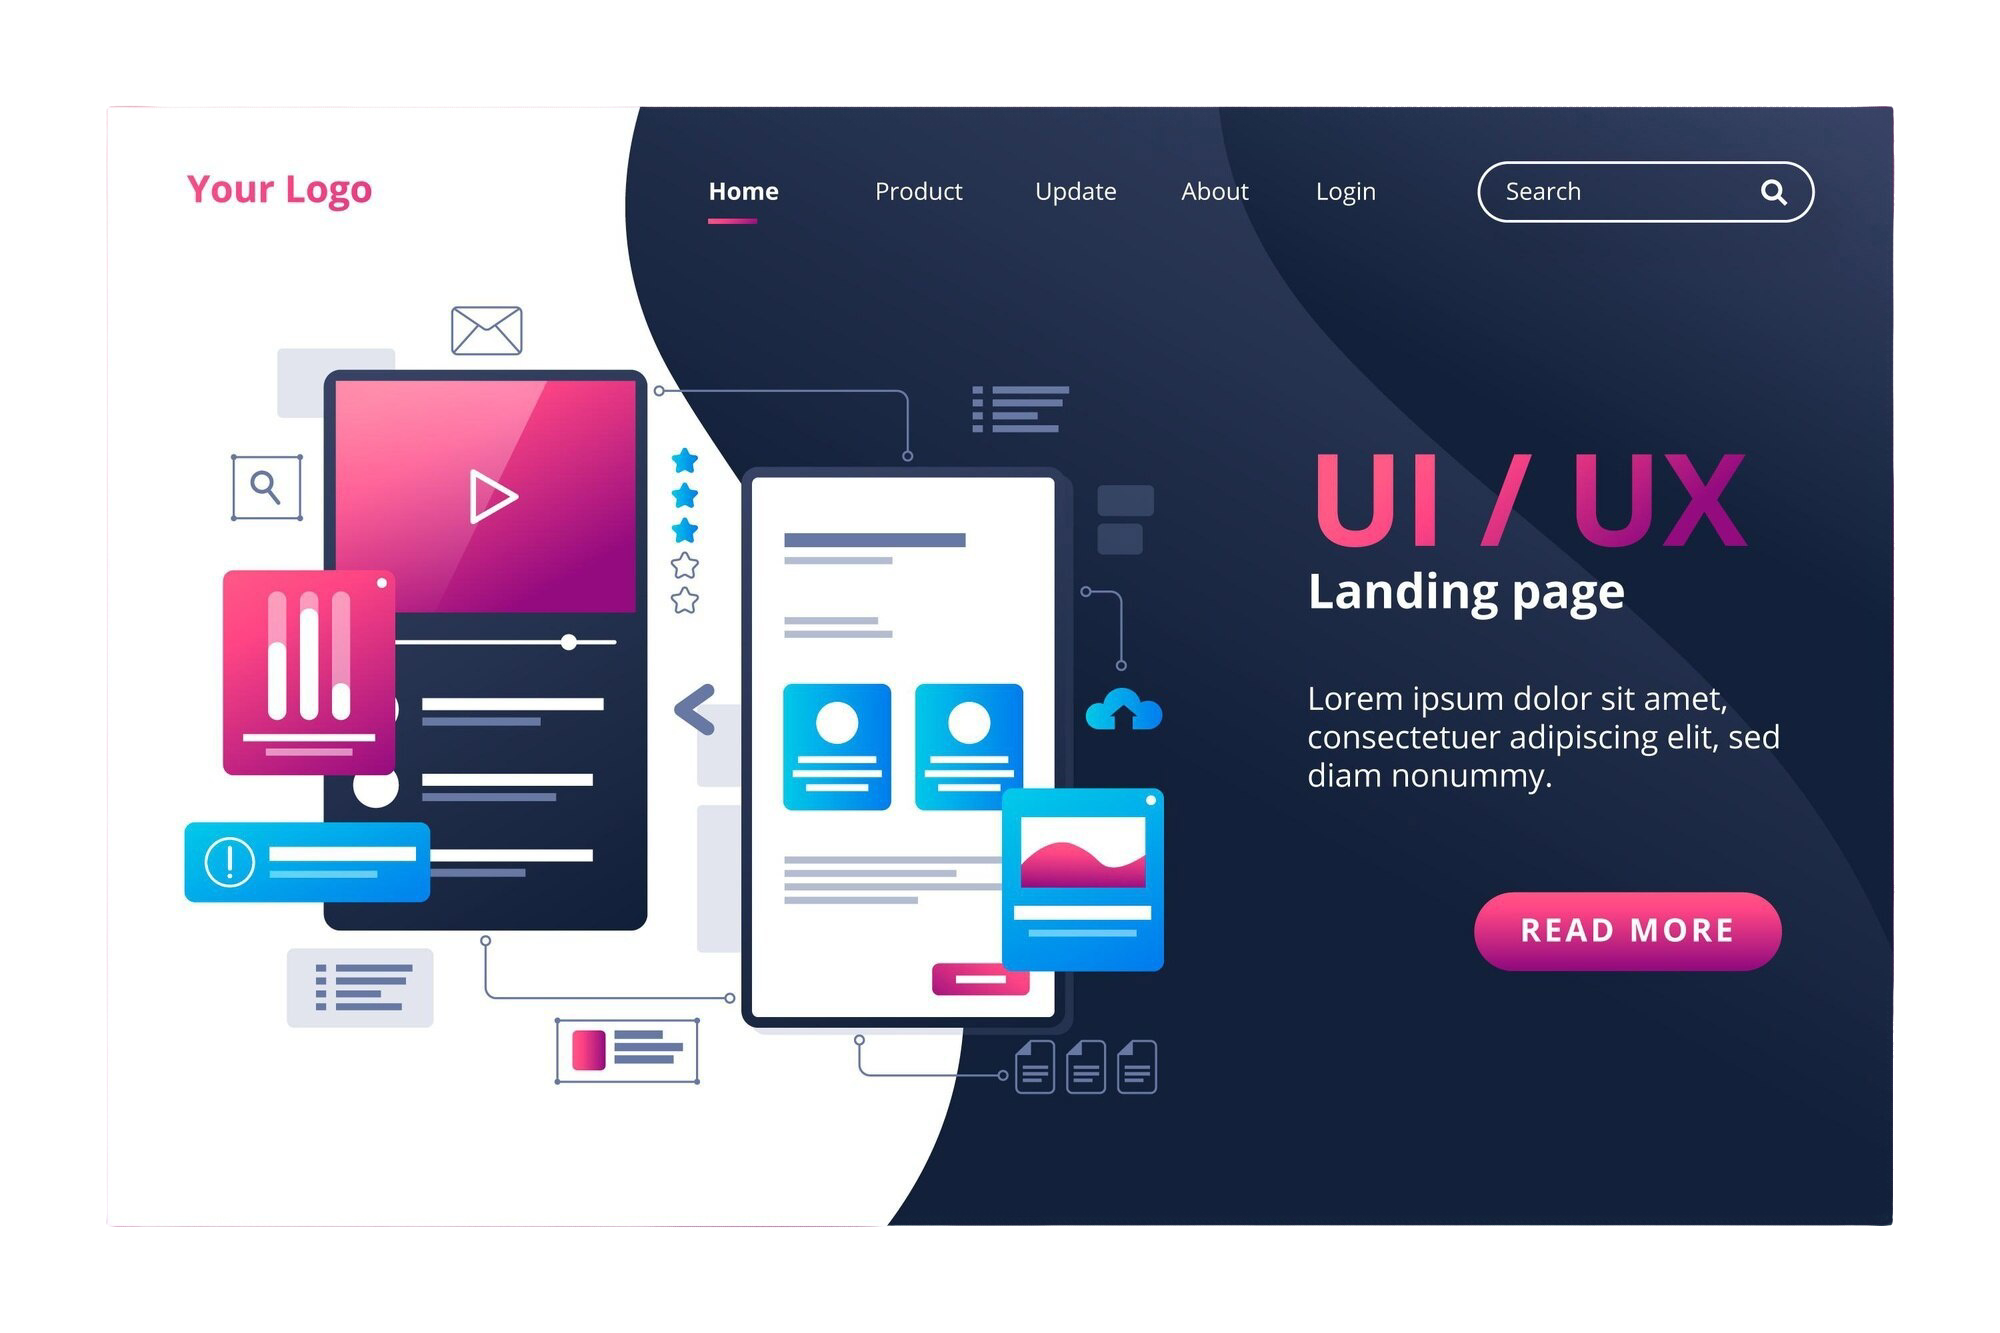 Your Logo
Home Product Update About Login Search
UI / UX
Landing page
Lorem ipsum dolor sit amet,
consectetuer adipiscing elit, sed
diam nonummy.
READ MORE